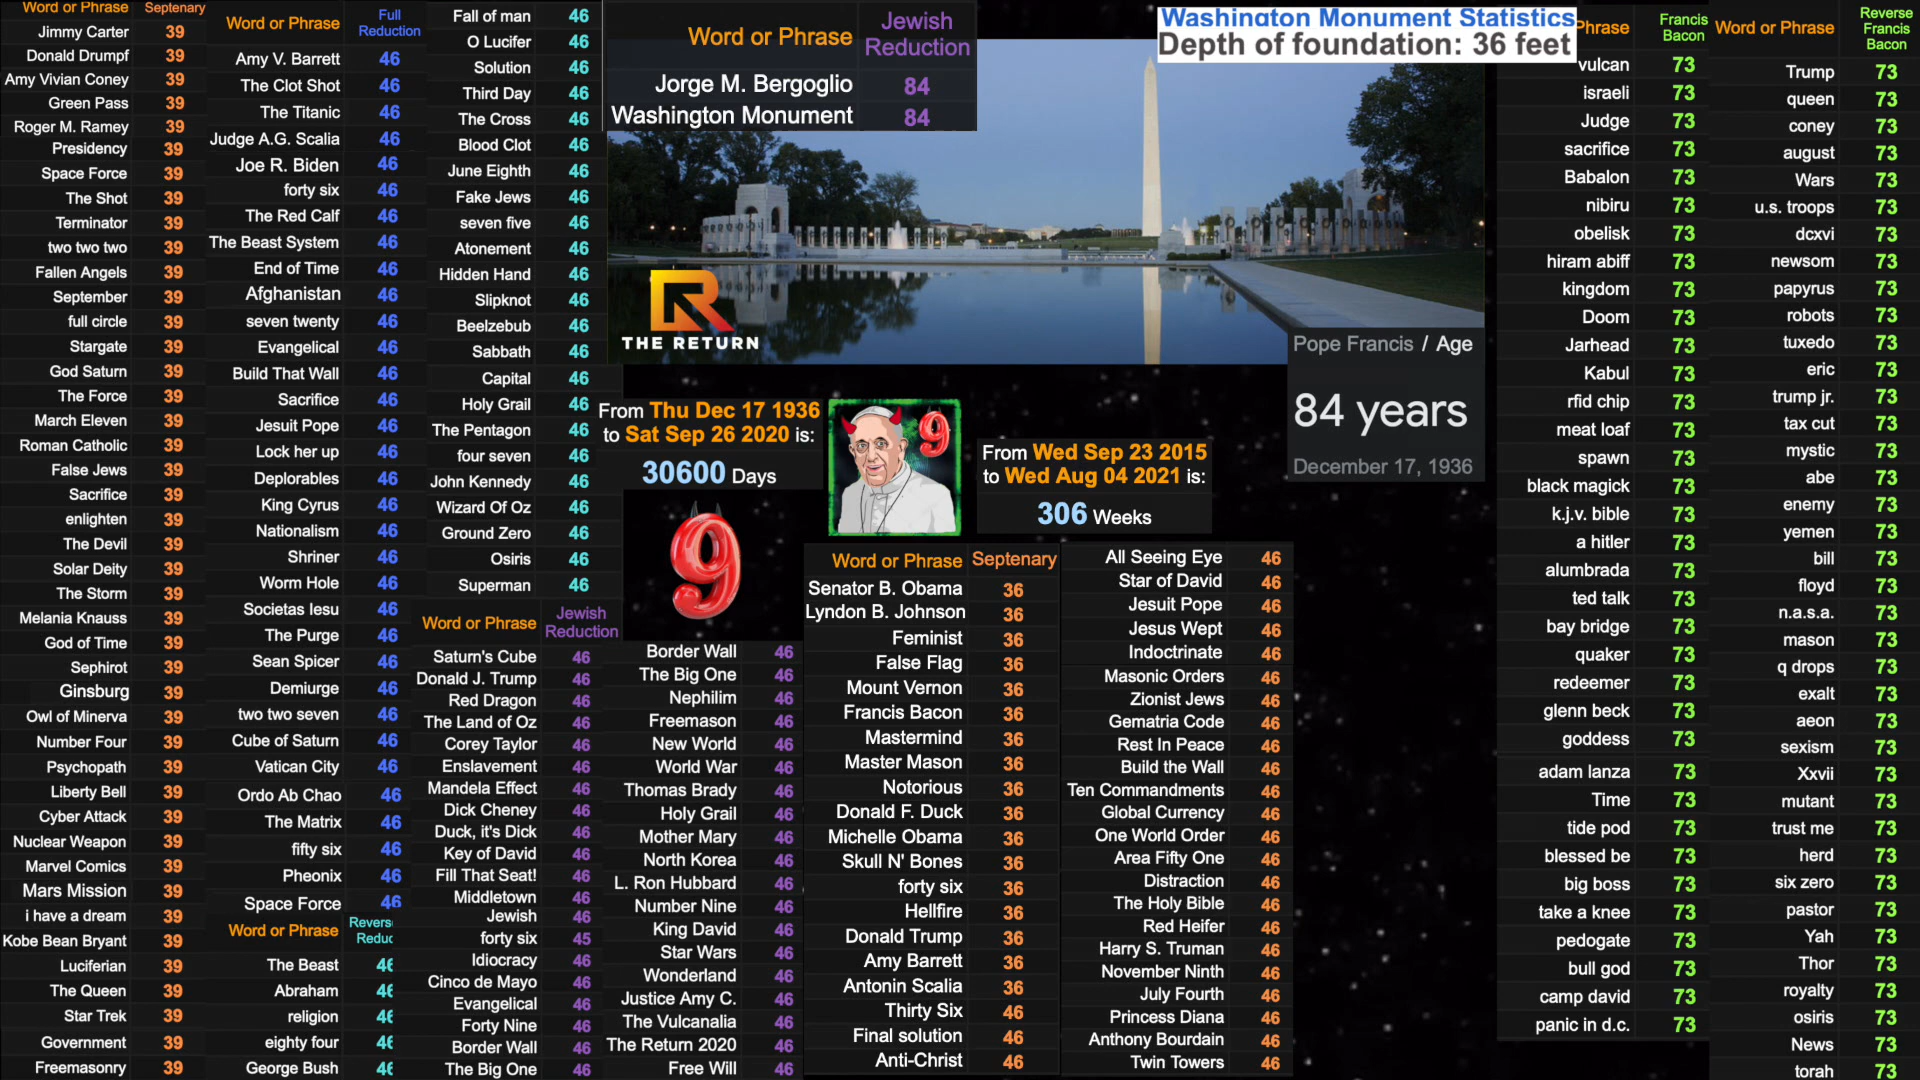 Word or Phrase Septenary
Jimmy Carter 39
Donald Drumpf 39
Amy Vivian Coney 39
Green Pass 39
Roger M. Ramey 39
Presidency 39
Space Force 39
The Shot 39
Terminator 39
two two two 39
Fallen Angels 39
September 39
full circle 39
Stargate 39
God Saturn 39
The Force 39
March Eleven 39
Roman Catholic 39
False Jews 39
Sacrifice 39
enlighten 39
The Devil 39
Solar Deity 39
The Storm 39
Melania Knauss 39
God of Time 39
Sephirot 39
Ginsburg 39
Owl of Minerva 39
Number Four 39
Psychopath 39
Liberty Bell 39
Cyber Attack 39
Nuclear Weapon 39
Marvel Comics 39
Mars Mission 39
i have a dream 39
Kobe Bean Bryant 39
Luciferian 39
The Queen 39
Star Trek 39
Government 39
Freemasonry 39
Word or Phrase Full Reduction
Amy V. Barrett 46
The Clot Shot 46
The Titanic 46
Judge A.G. Scalia 46
Joe R. Biden 46
forty six 46
The Red Calf 46
The Beast System 46
End of Time 46
Afghanistan 46
seven twenty 46
Evangelical 46
Build That Wall 46
Sacrifice 46
Jesuit Pope 46
Lock her up 46
Deplorables 46
King Cyrus 46
Nationalism 46
Shriner 46
Worm Hole 46
Societas Iesu 46
The Purge 46
Sean Spicer 46
Demiurge 46
two two seven 46
Cube of Saturn 46
Vatican City 46
Ordo Ab Chao 46
The Matrix 46
fifty six 46
Pheonix 46
Space Force 46
Word or Phrase Revers Reduc
The Beast 46
Abraham 46
religion 46
eighty four 46
George Bush 46
Fall of man 46
O Lucifer 46
Solution 46
Third Day 46
The Cross 46
Blood Clot 46
June Eighth 46
Fake Jews 46
seven five 46
Atonement 46
Hidden Hand 46
Slipknot 46
Beelzebub 46
Sabbath 46
Capital 46
Holy Grail 46
The Pentagon 46
four seven 46
John Kennedy 46
Wizard Of Oz 46
Ground Zero 46
Osiris 46
Superman 46
Word or Phrase Jewish Reduction
Saturn's Cube 46
Donald J. Trump 46
Red Dragon 46
The Land of Oz 46
Corey Taylor 46
Enslavement 46
Mandela Effect 46
Dick Cheney 46
Duck, it's Dick 46
Key of David 46
Fill That Seat! 46
Middletown 46
Jewish 46
forty six 45
Idiocracy 46
Cinco de Mayo 46
Evangelical 46
Forty Nine 46
Border Wall 46
The Big One 46
Border Wall 46
The Big One 46
Nephilim 46
Freemason 46
New World 46
World War 46
Thomas Brady 46
Holy Grail 46
Mother Mary 46
North Korea 46
L. Ron Hubbard 46
Number Nine 46
King David 46
Star Wars 46
Wonderland 46
Justice Amy C. 46
The Vulcanalia 46
The Return 2020 46
Free Will 46
Word or Phrase Jewish Reduction
Jorge M. Bergoglio 84
Washington Monument 84
Washington Monument Statistics
Depth of foundation: 36 feet
R
THE RETURN
Pope Francis / Age
84 years
December 17, 1936
From Thu Dec 17 1936
to Sat Sep 26 2020 is:
30600 Days
9
9
From Wed Sep 23 2015
to Wed Aug 04 2021 is:
306 Weeks
Word or Phrase Septenary
Senator B. Obama 36
Lyndon B. Johnson 36
Feminist 36
False Flag 36
Mount Vernon 36
Francis Bacon 36
Mastermind 36
Master Mason 36
Notorious 36
Donald F. Duck 36
Michelle Obama 36
Skull N' Bones 36
forty six 36
Hellfire 36
Donald Trump 36
Amy Barrett 36
Antonin Scalia 36
Thirty Six 46
Final solution 46
Anti-Christ 46
All Seeing Eye 46
Star of David 46
Jesuit Pope 46
Jesus Wept 46
Indoctrinate 46
Masonic Orders 46
Zionist Jews 46
Gematria Code 46
Rest In Peace 46
Build the Wall 46
Ten Commandments 46
Global Currency 46
One World Order 46
Area Fifty One 46
Distraction 46
The Holy Bible 46
Red Heifer 46
Harry S. Truman 46
November Ninth 46
July Fourth 46
Princess Diana 46
Anthony Bourdain 46
Twin Towers 46
Phrase Francis Bacon
vulcan 73
israeli 73
Judge 73
sacrifice 73
Babalon 73
nibiru 73
obelisk 73
hiram abiff 73
kingdom 73
Doom 73
Jarhead 73
Kabul 73
rfid chip 73
meat loaf 73
spawn 73
black magick 73
k.j.v. bible 73
a hitler 73
alumbrada 73
ted talk 73
bay bridge 73
quaker 73
redeemer 73
glenn beck 73
goddess 73
adam lanza 73
Time 73
tide pod 73
blessed be 73
big boss 73
take a knee 73
pedogate 73
bull god 73
camp david 73
panic in d.c. 73
Word or Phrase Reverse Francis Bacon
Trump 73
queen 73
coney 73
august 73
Wars 73
u.s. troops 73
dcxvi 73
newsom 73
papyrus 73
robots 73
tuxedo 73
eric 73
trump jr. 73
tax cut 73
mystic 73
abe 73
enemy 73
yemen 73
bill 73
floyd 73
n.a.s.a. 73
mason 73
q drops 73
exalt 73
aeon 73
sexism 73
Xxvii 73
mutant 73
trust me 73
herd 73
six zero 73
pastor 73
Yah 73
Thor 73
royalty 73
osiris 73
News 73
torah 73